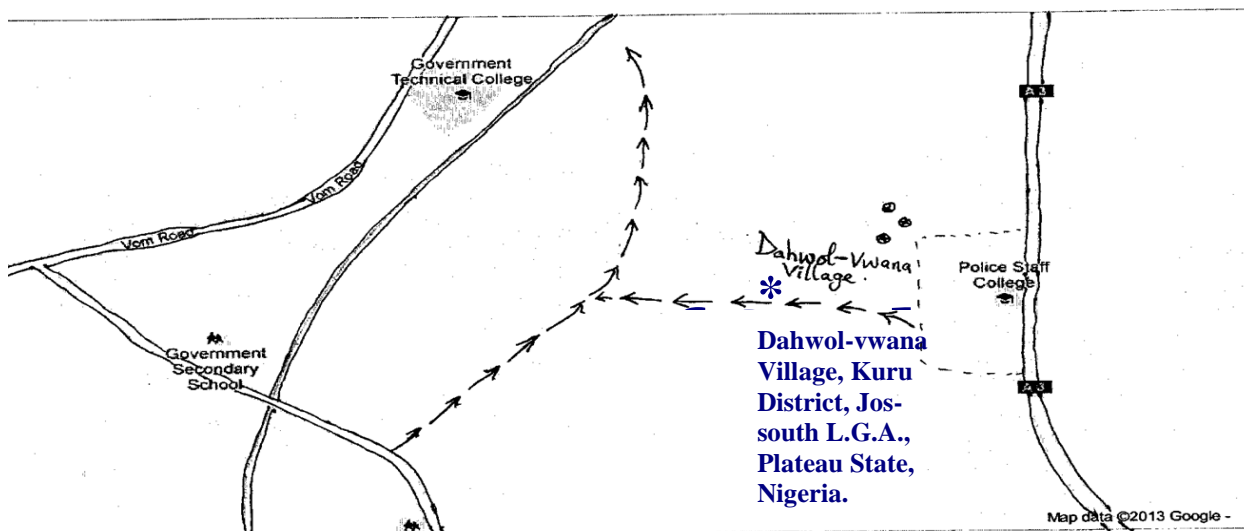 Government
Technical College
A3
Vom Road
Vom Road
Dahwol-Vwana
Village.
Police Staff
College
Government
Secondary
School
*
Dahwol-vwana
Village, Kuru
District, Jos-
south L.G.A.,
Plateau State,
Nigeria.
A3
Map data ©2013 Google -